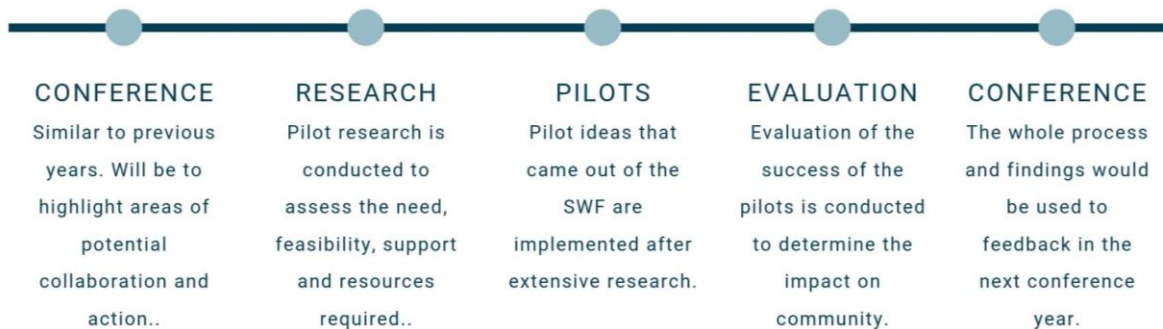 CONFERENCE
Similar to previous
years. Will be to
highlight areas of
potential
collaboration and
action..
RESEARCH
Pilot research is
conducted to
assess the need,
feasibility, support
and resources
required..
PILOTS
Pilot ideas that
came out of the
SWF are
implemented after
extensive research.
EVALUATION
Evaluation of the
success of the
pilots is conducted
to determine the
impact on
community.
CONFERENCE
The whole process
and findings would
be used to
feedback in the
next conference
year.